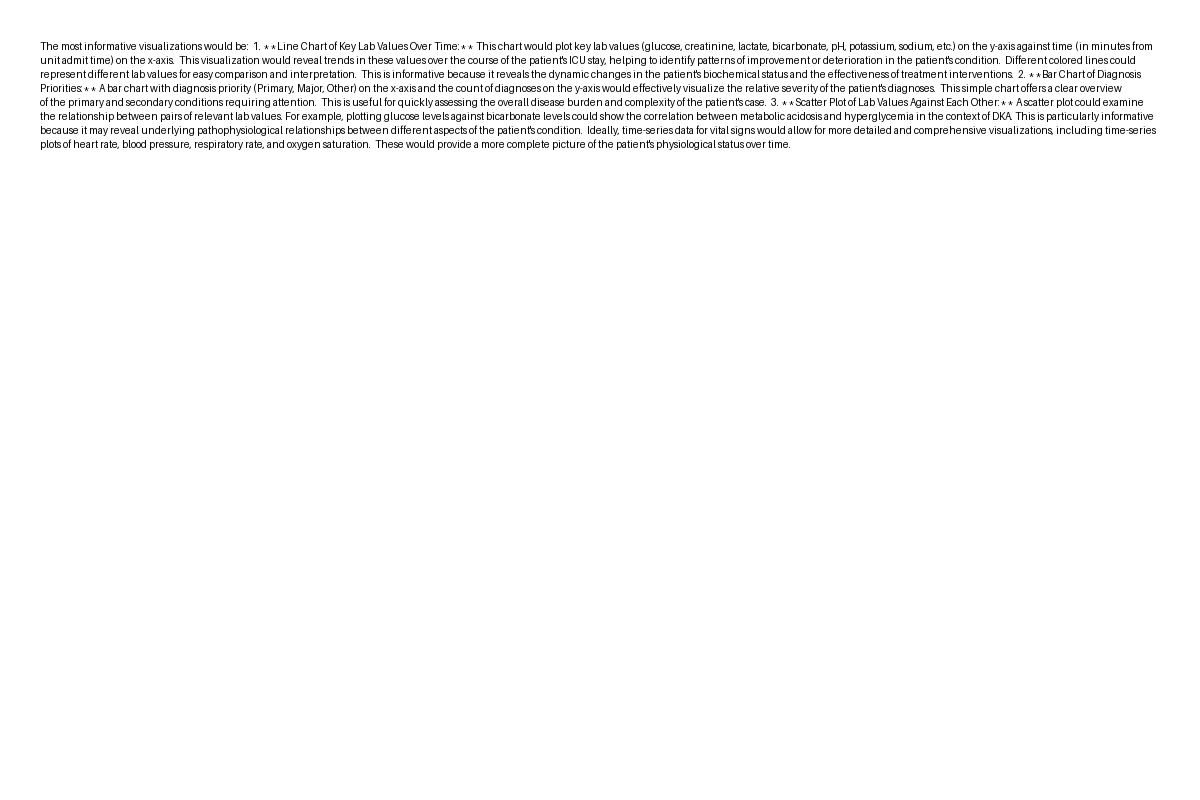 The most informative visualizations would be:  1. **Line Chart of Key Lab Values Over Time:** This chart would plot key lab values (glucose, creatinine, lactate, bicarbonate, pH, potassium, sodium, etc.) on the y-axis against time (in minutes from
unit admit time) on the x-axis.  This visualization would reveal trends in these values over the course of the patient's ICU stay, helping to identify patterns of improvement or deterioration in the patient's condition.  Different colored lines could
represent different lab values for easy comparison and interpretation.  This is informative because it reveals the dynamic changes in the patient's biochemical status and the effectiveness of treatment interventions.  2. **Bar Chart of Diagnosis
Priorities:** A bar chart with diagnosis priority (Primary, Major, Other) on the x-axis and the count of diagnoses on the y-axis would effectively visualize the relative severity of the patient's diagnoses.  This simple chart offers a clear overview
of the primary and secondary conditions requiring attention.  This is useful for quickly assessing the overall disease burden and complexity of the patient's case.  3. **Scatter Plot of Lab Values Against Each Other:** A scatter plot could examine
the relationship between pairs of relevant lab values. For example, plotting glucose levels against bicarbonate levels could show the correlation between metabolic acidosis and hyperglycemia in the context of DKA. This is particularly informative
because it may reveal underlying pathophysiological relationships between different aspects of the patient's condition.  Ideally, time-series data for vital signs would allow for more detailed and comprehensive visualizations, including time-series
plots of heart rate, blood pressure, respiratory rate, and oxygen saturation.  These would provide a more complete picture of the patient's physiological status over time.